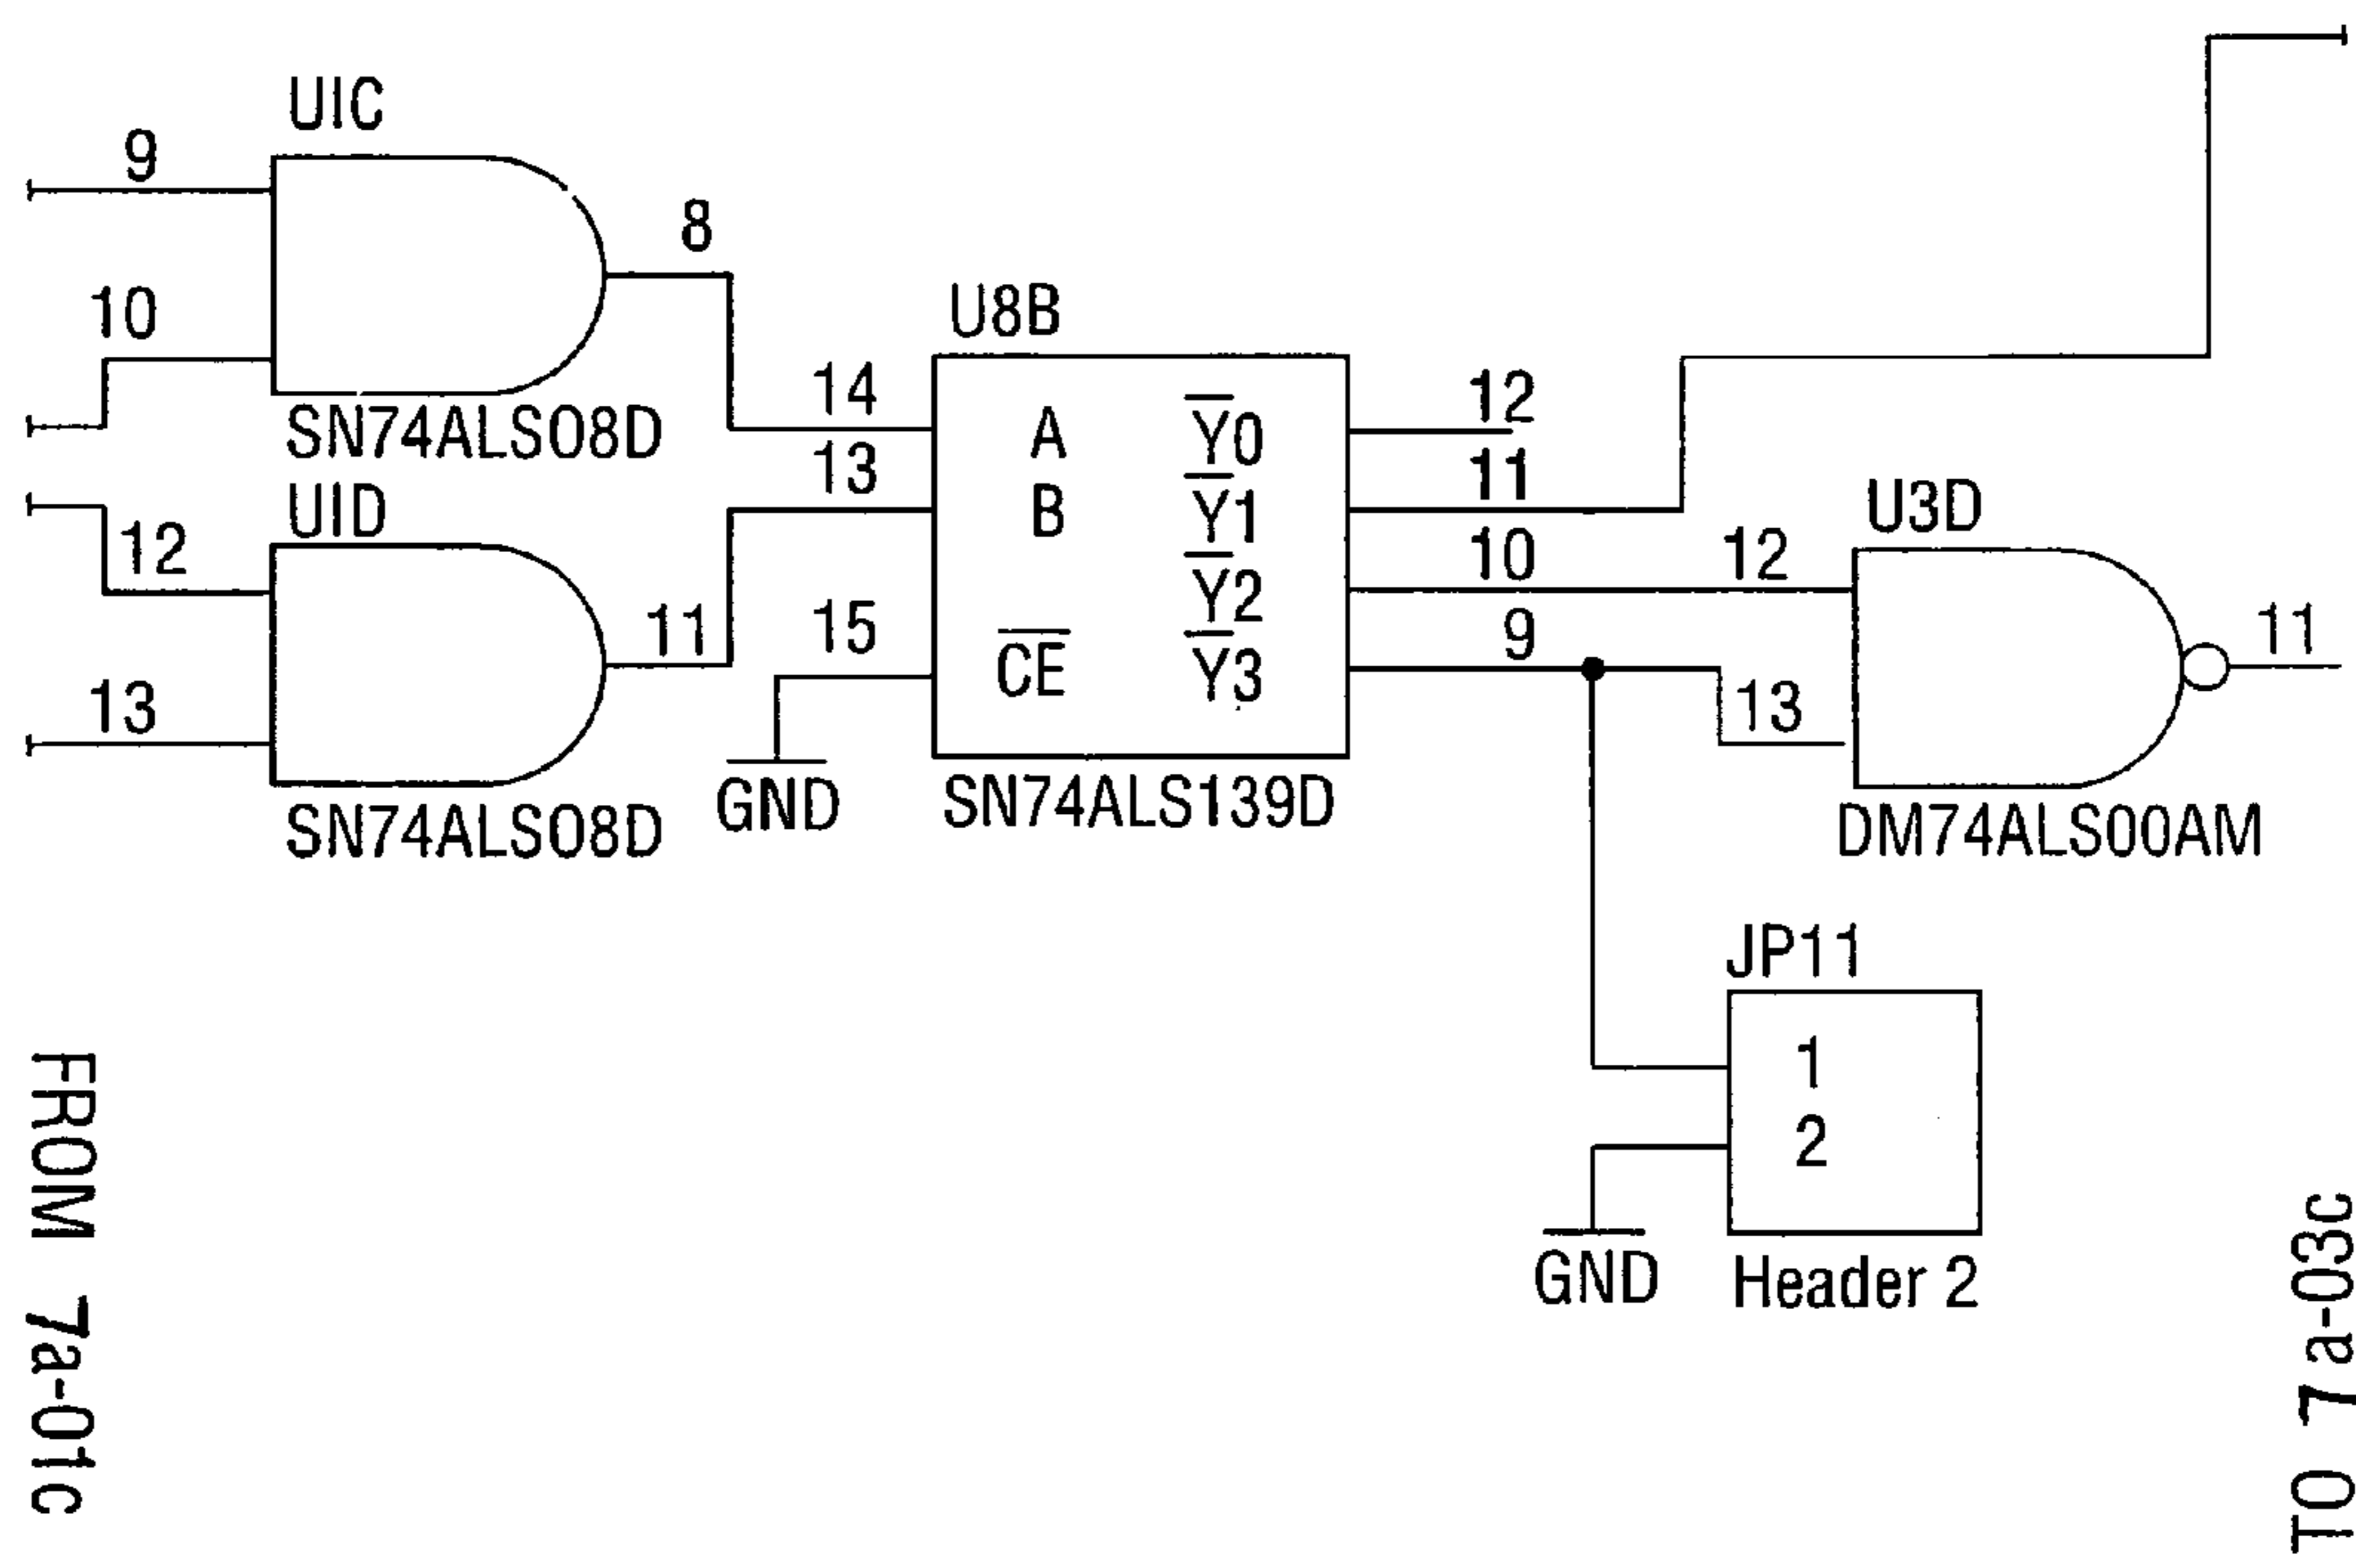 UIC
9
10
8
SN74ALS08D
UID
12
13
11
SN74ALS08D
U8B
14
13
15
A
B
CE
Y0
Y1
Y2
Y3
12
11
10
9
GND
SN74ALS139D
U3D
12
13
11
DM74ALS00AM
JP11
1
2
GND
Header 2
FROM 7a-01c
TO 7a-03c